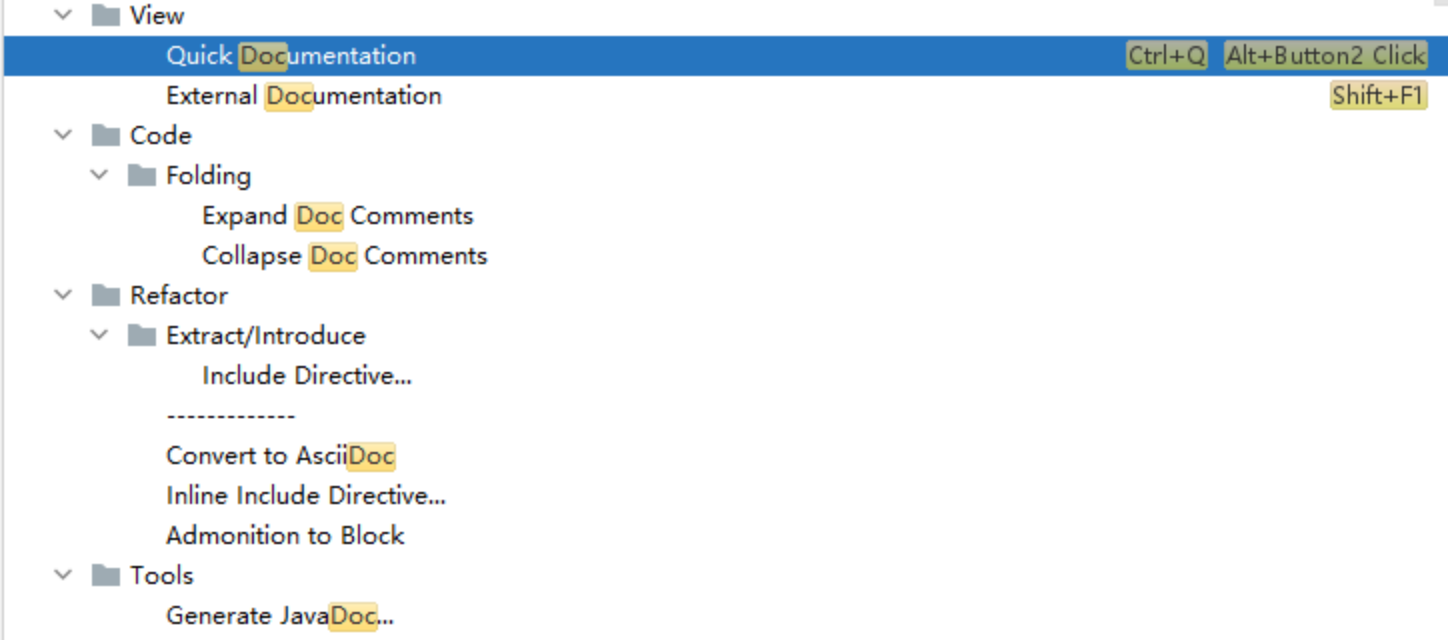 View
Quick Documentation Ctrl+Q Alt+Button2 Click
External Documentation Shift+F1
Code
Folding
Expand Doc Comments
Collapse Doc Comments
Refactor
Extract/Introduce
Include Directive...
-------------
Convert to AsciiDoc
Inline Include Directive...
Admonition to Block
Tools
Generate JavaDoc...